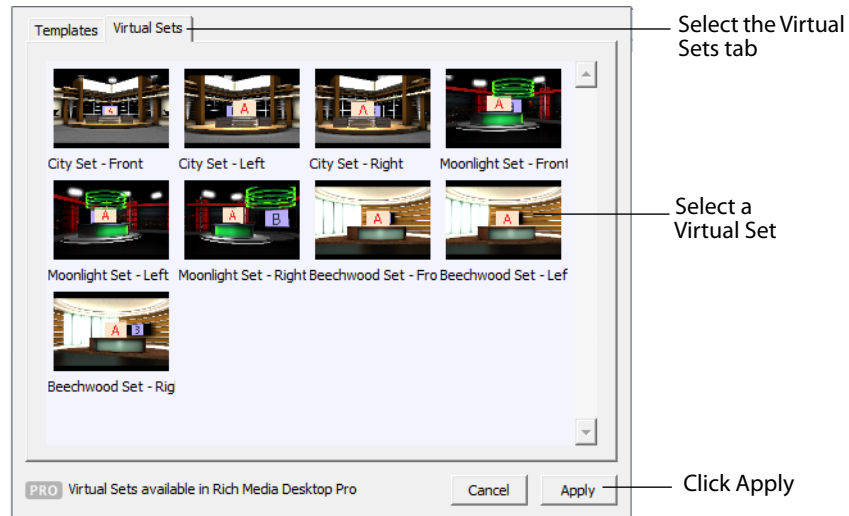 Templates Virtual Sets
Select the Virtual
Sets tab
A A A A
City Set - Front City Set - Left City Set - Right Moonlight Set - Front
A A B A A
Select a
Virtual Set
Moonlight Set - Left Moonlight Set - Right Beechwood Set - Fro Beechwood Set - Lef
A B
Beechwood Set - Rig
PRO Virtual Sets available in Rich Media Desktop Pro Cancel Apply
Click Apply